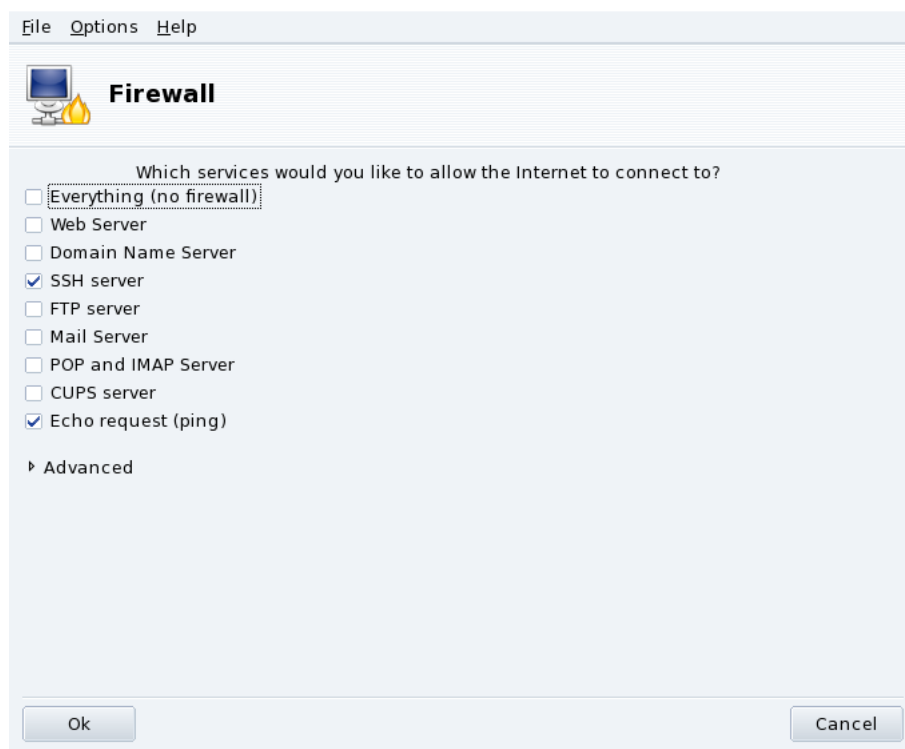 File Options Help
Firewall
Which services would you like to allow the Internet to connect to?
Everything (no firewall)
Web Server
Domain Name Server
SSH server
FTP server
Mail Server
POP and IMAP Server
CUPS server
Echo request (ping)
Advanced
Ok Cancel